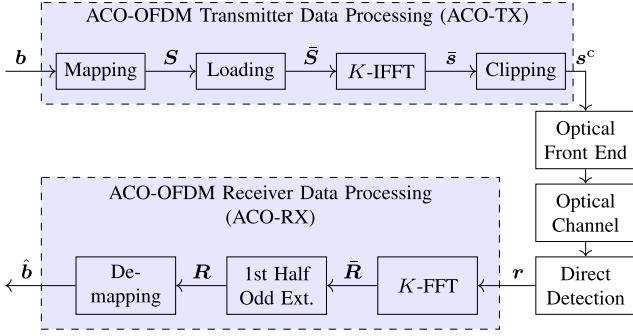 ACO-OFDM Transmitter Data Processing (ACO-TX)
b
Mapping
S
Loading
S̄
K-IFFT
s̄
Clipping
sᶜ
Optical
Front End
Optical
Channel
Direct
Detection
r
ACO-OFDM Receiver Data Processing
(ACO-RX)
K-FFT
R̄
1st Half
Odd Ext.
R
De-
mapping
b̂